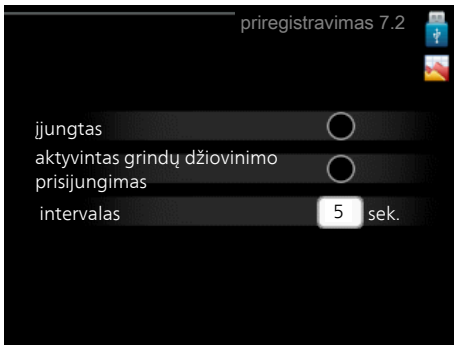 priregistravimas 7.2
įjungtas
aktyvintas grindų džiovinimo
prisijungimas
intervalas 5 sek.